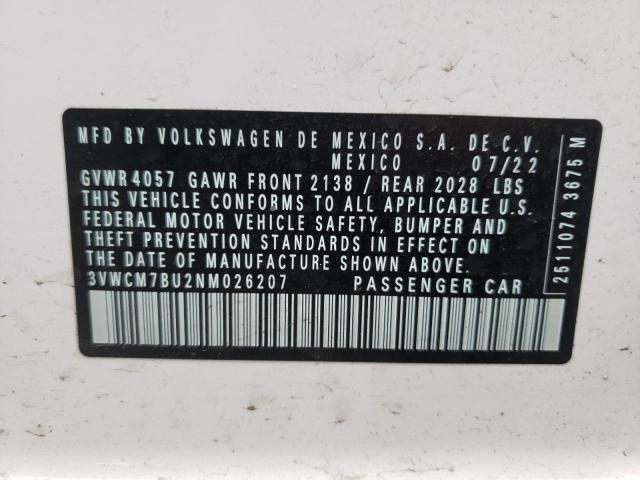 MFD BY VOLKSWAGEN DE MEXICO S.A. DE C.V.
MEXICO 07/22
GVWR 4057 GAWR FRONT 2138 / REAR 2028 LBS
THIS VEHICLE CONFORMS TO ALL APPLICABLE U.S.
FEDERAL MOTOR VEHICLE SAFETY, BUMPER AND
THEFT PREVENTION STANDARDS IN EFFECT ON
THE DATE OF MANUFACTURE SHOWN ABOVE.
3VWCM7BU2NM026207 PASSENGER CAR
2511074 3675 M